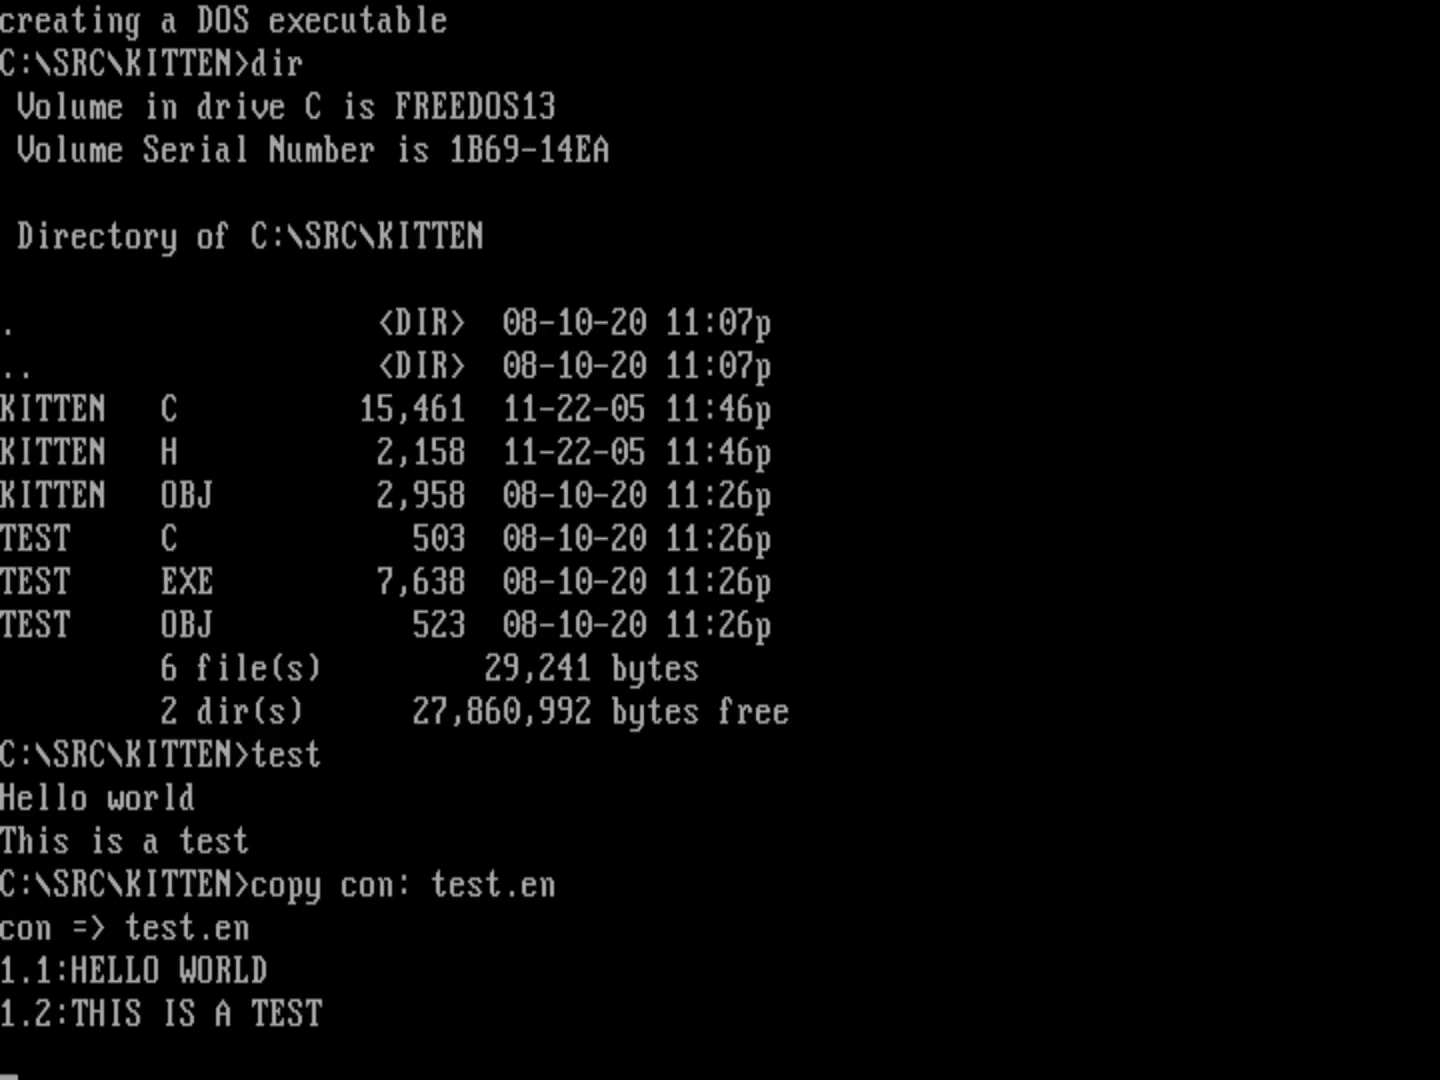 creating a DOS executable
C:\SRC\KITTEN>dir
 Volume in drive C is FREEDOS13
 Volume Serial Number is 1B69-14EA

 Directory of C:\SRC\KITTEN

.                    <DIR>  08-10-20 11:07p
..                   <DIR>  08-10-20 11:07p
KITTEN   C          15,461  11-22-05 11:46p
KITTEN   H           2,158  11-22-05 11:46p
KITTEN   OBJ         2,958  08-10-20 11:26p
TEST     C             503  08-10-20 11:26p
TEST     EXE         7,638  08-10-20 11:26p
TEST     OBJ           523  08-10-20 11:26p
         6 file(s)         29,241 bytes
         2 dir(s)      27,860,992 bytes free
C:\SRC\KITTEN>test
Hello world
This is a test
C:\SRC\KITTEN>copy con: test.en
con => test.en
1.1:HELLO WORLD
1.2:THIS IS A TEST